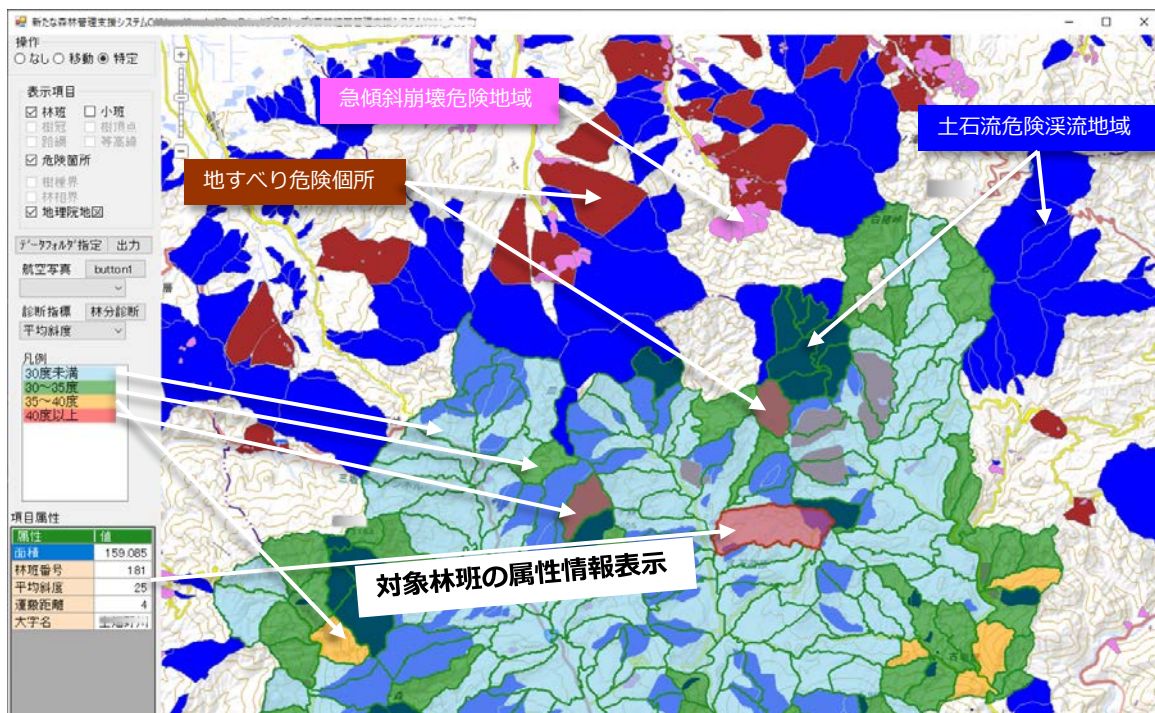 新たな森林管理支援システム
操作
なし 移動 特定
表示項目
林班 小班
樹冠 樹頂点
路網 等高線
危険箇所
樹種界
林相界
地理院地図
ﾃﾞｰﾀﾌｫﾙﾀﾞ指定 出力
航空写真 button1
診断指標 林分診断
平均斜度
凡例
30度未満
30～35度
35～40度
40度以上
項目属性
属性 値
面積 159.085
林班番号 181
平均斜度 25
運搬距離 4
大字名
急傾斜崩壊危険地域
土石流危険渓流地域
地すべり危険個所
対象林班の属性情報表示